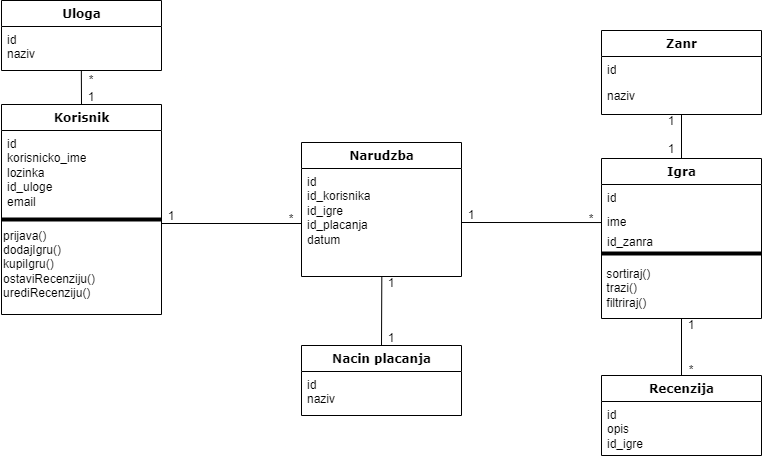 Uloga
id
naziv
*
1
Korisnik
id
korisnicko_ime
lozinka
id_uloge
email
prijava()
dodajIgru()
kupiIgru()
ostaviRecenziju()
urediRecenziju()
1
*
Narudzba
id
id_korisnika
id_igre
id_placanja
datum
1
*
1
1
Nacin placanja
id
naziv
Zanr
id
naziv
1
1
Igra
id
ime
id_zanra
sortiraj()
trazi()
filtriraj()
1
*
Recenzija
id
opis
id_igre